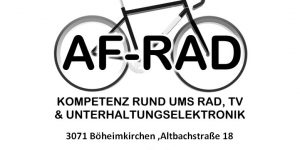 AF-RAD
KOMPETENZ RUND UMS RAD, TV
& UNTERHALTUNGSELEKTRONIK
3071 Böheimkirchen ,Altbachstraße 18